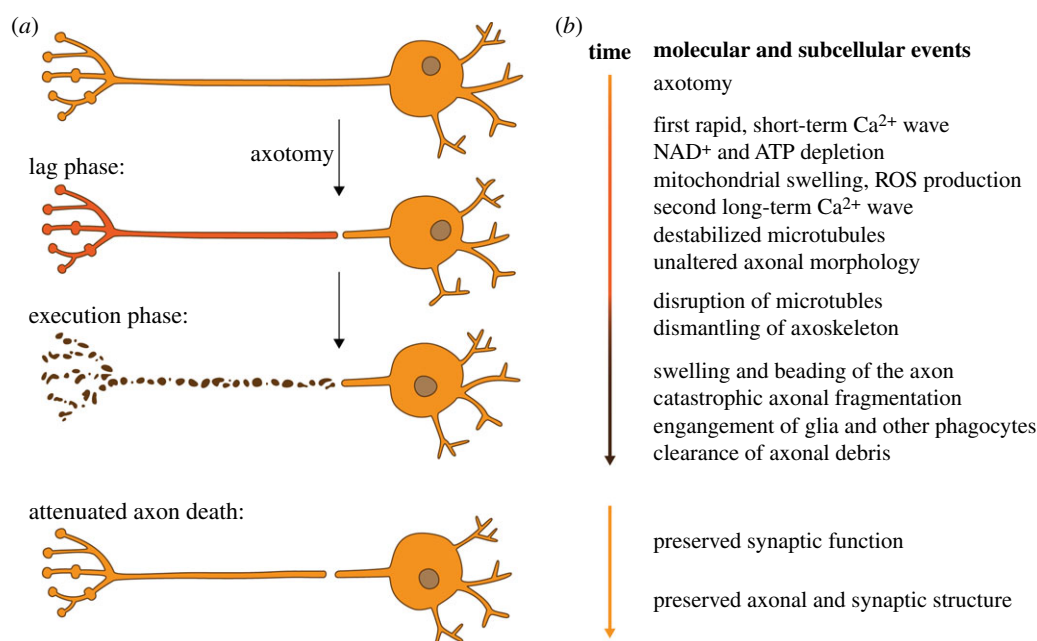 (a)
axotomy
lag phase:
execution phase:
attenuated axon death:
(b)
time
molecular and subcellular events
axotomy
first rapid, short-term Ca²⁺ wave
NAD⁺ and ATP depletion
mitochondrial swelling, ROS production
second long-term Ca²⁺ wave
destabilized microtubules
unaltered axonal morphology
disruption of microtubles
dismantling of axoskeleton
swelling and beading of the axon
catastrophic axonal fragmentation
engangement of glia and other phagocytes
clearance of axonal debris
preserved synaptic function
preserved axonal and synaptic structure